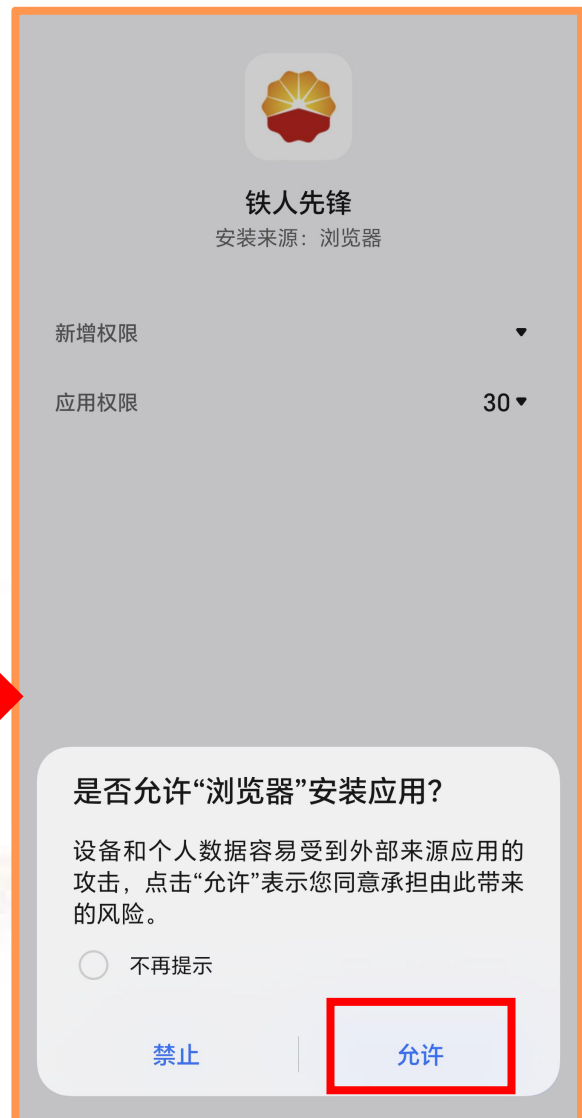 铁人先锋
安装来源：浏览器
新增权限
应用权限 30
是否允许“浏览器”安装应用？
设备和个人数据容易受到外部来源应用的
攻击，点击“允许”表示您同意承担由此带来
的风险。
不再提示
禁止 允许